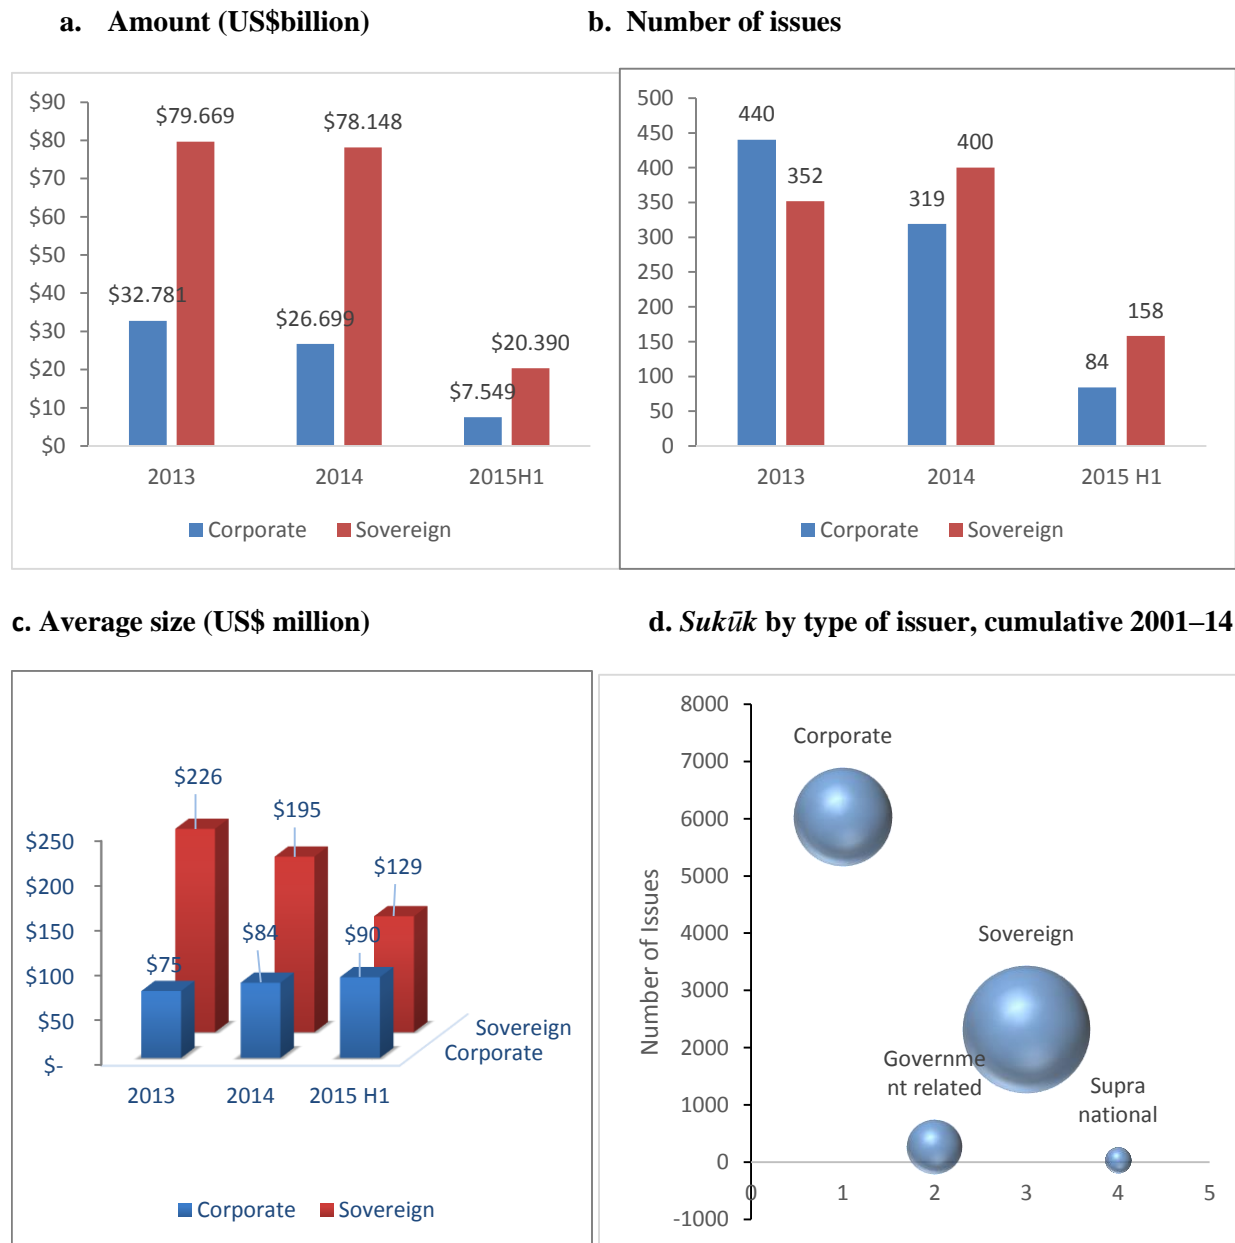 a. Amount (US$billion)
$90
$80
$70
$60
$50
$40
$30
$20
$10
$0
$79.669
$78.148
$32.781
$26.699
$20.390
$7.549
2013 2014 2015H1
Corporate Sovereign
b. Number of issues
500
450
400
350
300
250
200
150
100
50
0
440
352
319
400
84
158
2013 2014 2015 H1
Corporate Sovereign
c. Average size (US$ million)
$250
$200
$150
$100
$50
$-
$226
$195
$129
$75
$84
$90
Sovereign
Corporate
2013 2014 2015 H1
Corporate Sovereign
d. Sukūk by type of issuer, cumulative 2001–14
Number of Issues
8000
7000
6000
5000
4000
3000
2000
1000
0
-1000
Corporate
Sovereign
Governme
nt related
Supra
national
0 1 2 3 4 5